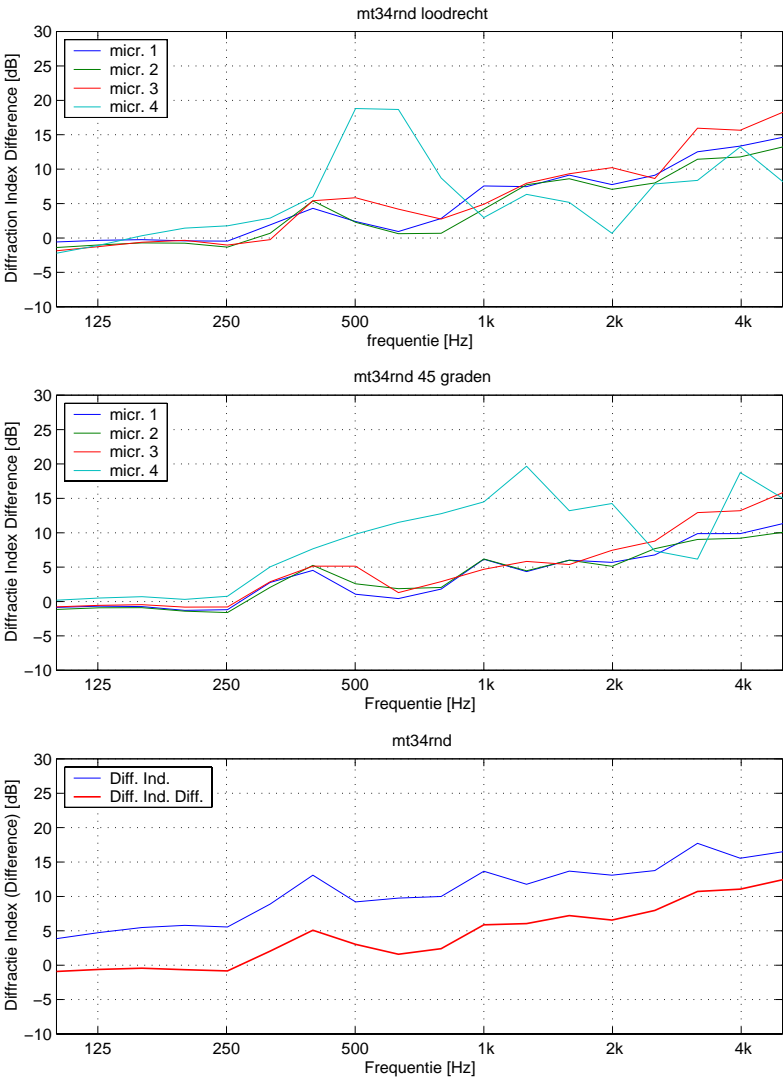 mt34rnd loodrecht
Diffraction Index Difference [dB]
30
25
20
15
10
5
0
−5
−10
micr. 1
micr. 2
micr. 3
micr. 4
125 250 500 1k 2k 4k
frequentie [Hz]
mt34rnd 45 graden
Diffractie Index Difference [dB]
30
25
20
15
10
5
0
−5
−10
micr. 1
micr. 2
micr. 3
micr. 4
125 250 500 1k 2k 4k
Frequentie [Hz]
mt34rnd
Diffractie Index (Difference) [dB]
30
25
20
15
10
5
0
−5
−10
Diff. Ind.
Diff. Ind. Diff.
125 250 500 1k 2k 4k
Frequentie [Hz]